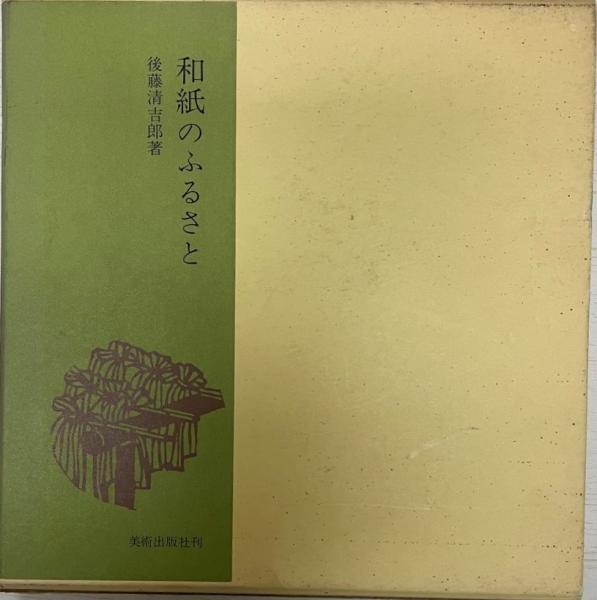 和紙のふるさと
後藤清吉郎著
美術出版社刊